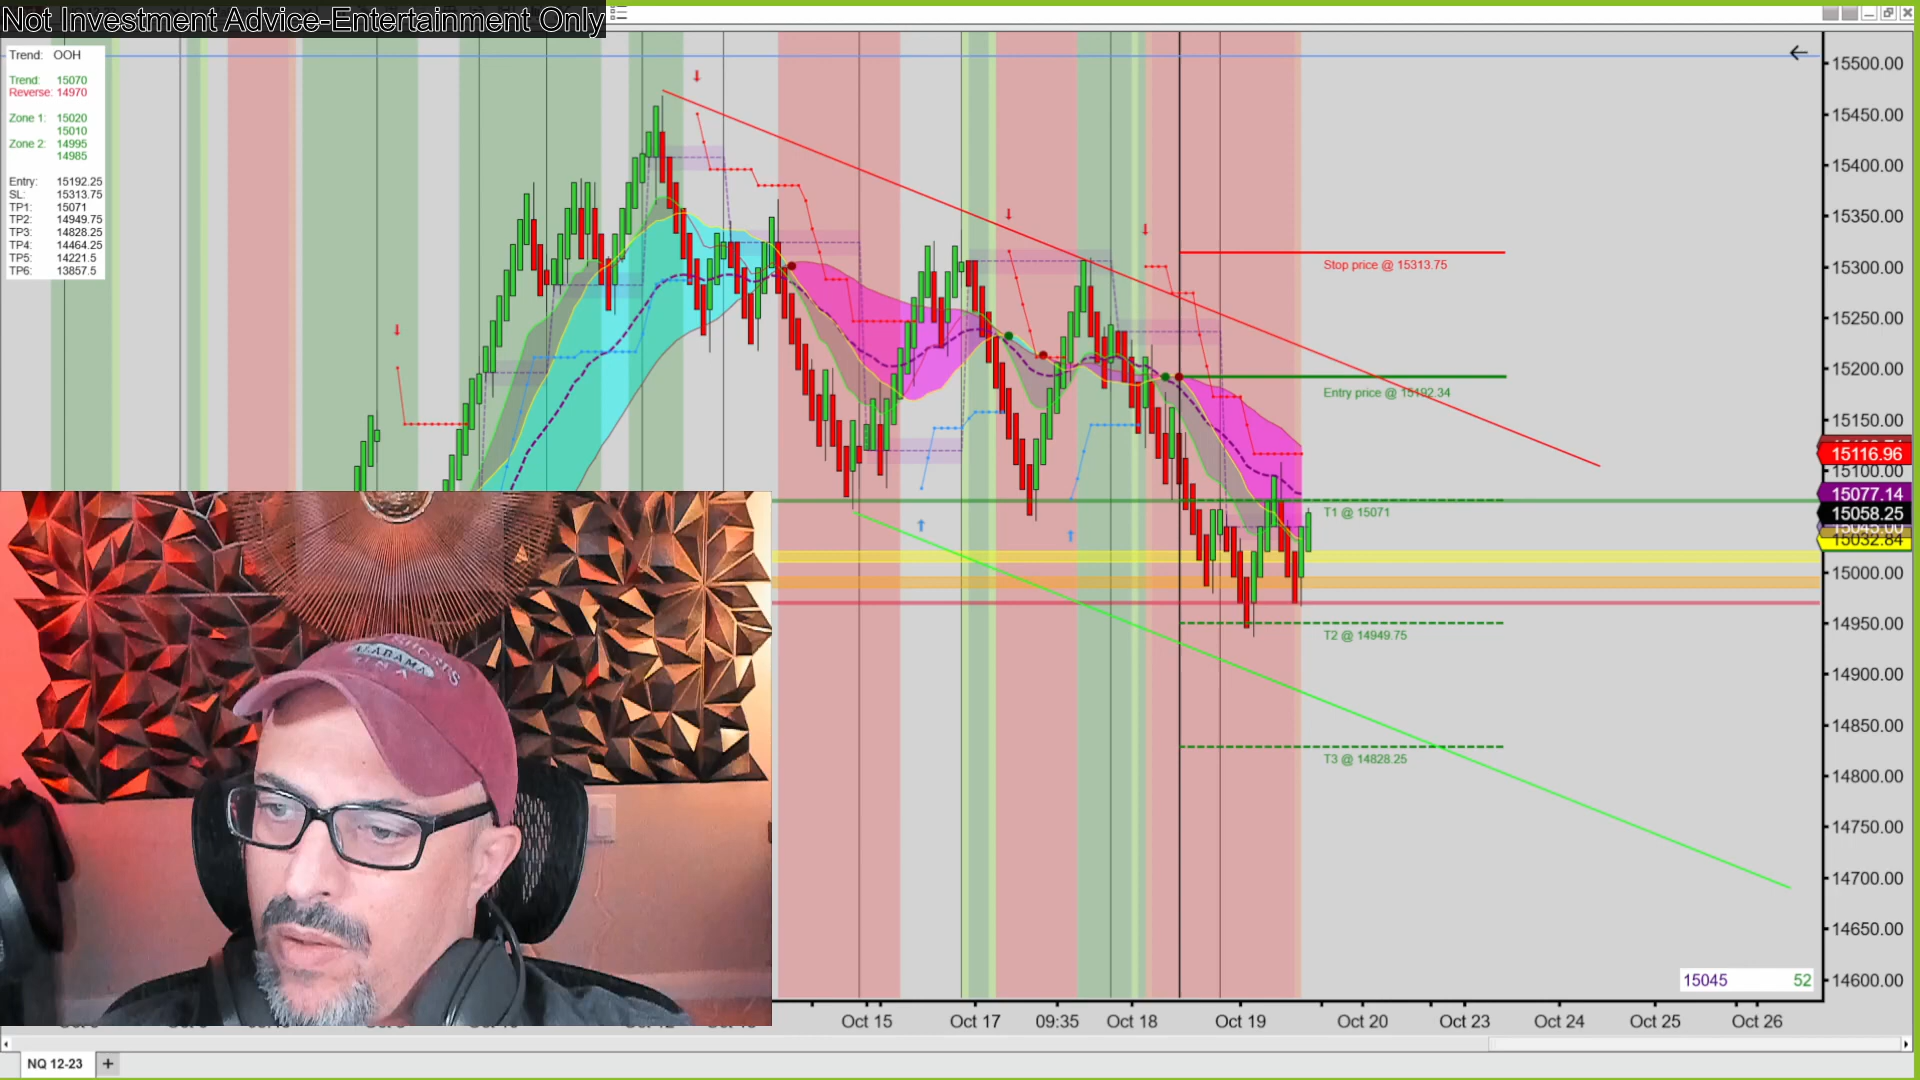 Not Investment Advice-Entertainment Only
Trend: OOH
Trend: 15070
Reverse: 14970
Zone 1: 15020
15010
Zone 2: 14995
14985
Entry: 15192.25
SL: 15313.75
TP1: 15071
TP2: 14949.75
TP3: 14828.25
TP4: 14464.25
TP5: 14221.5
TP6: 13857.5
15500.00
15450.00
15400.00
15350.00
15300.00
15250.00
15200.00
15150.00
15116.96
15100.00
15077.14
15058.25
15045.00
15032.84
15000.00
14950.00
14900.00
14850.00
14800.00
14750.00
14700.00
14650.00
14600.00
Stop price @ 15313.75
Entry price @ 15192.34
T1 @ 15071
T2 @ 14949.75
T3 @ 14828.25
ALABAMA
15045 52
Oct 15 Oct 17 09:35 Oct 18 Oct 19 Oct 20 Oct 23 Oct 24 Oct 25 Oct 26
NQ 12-23 +